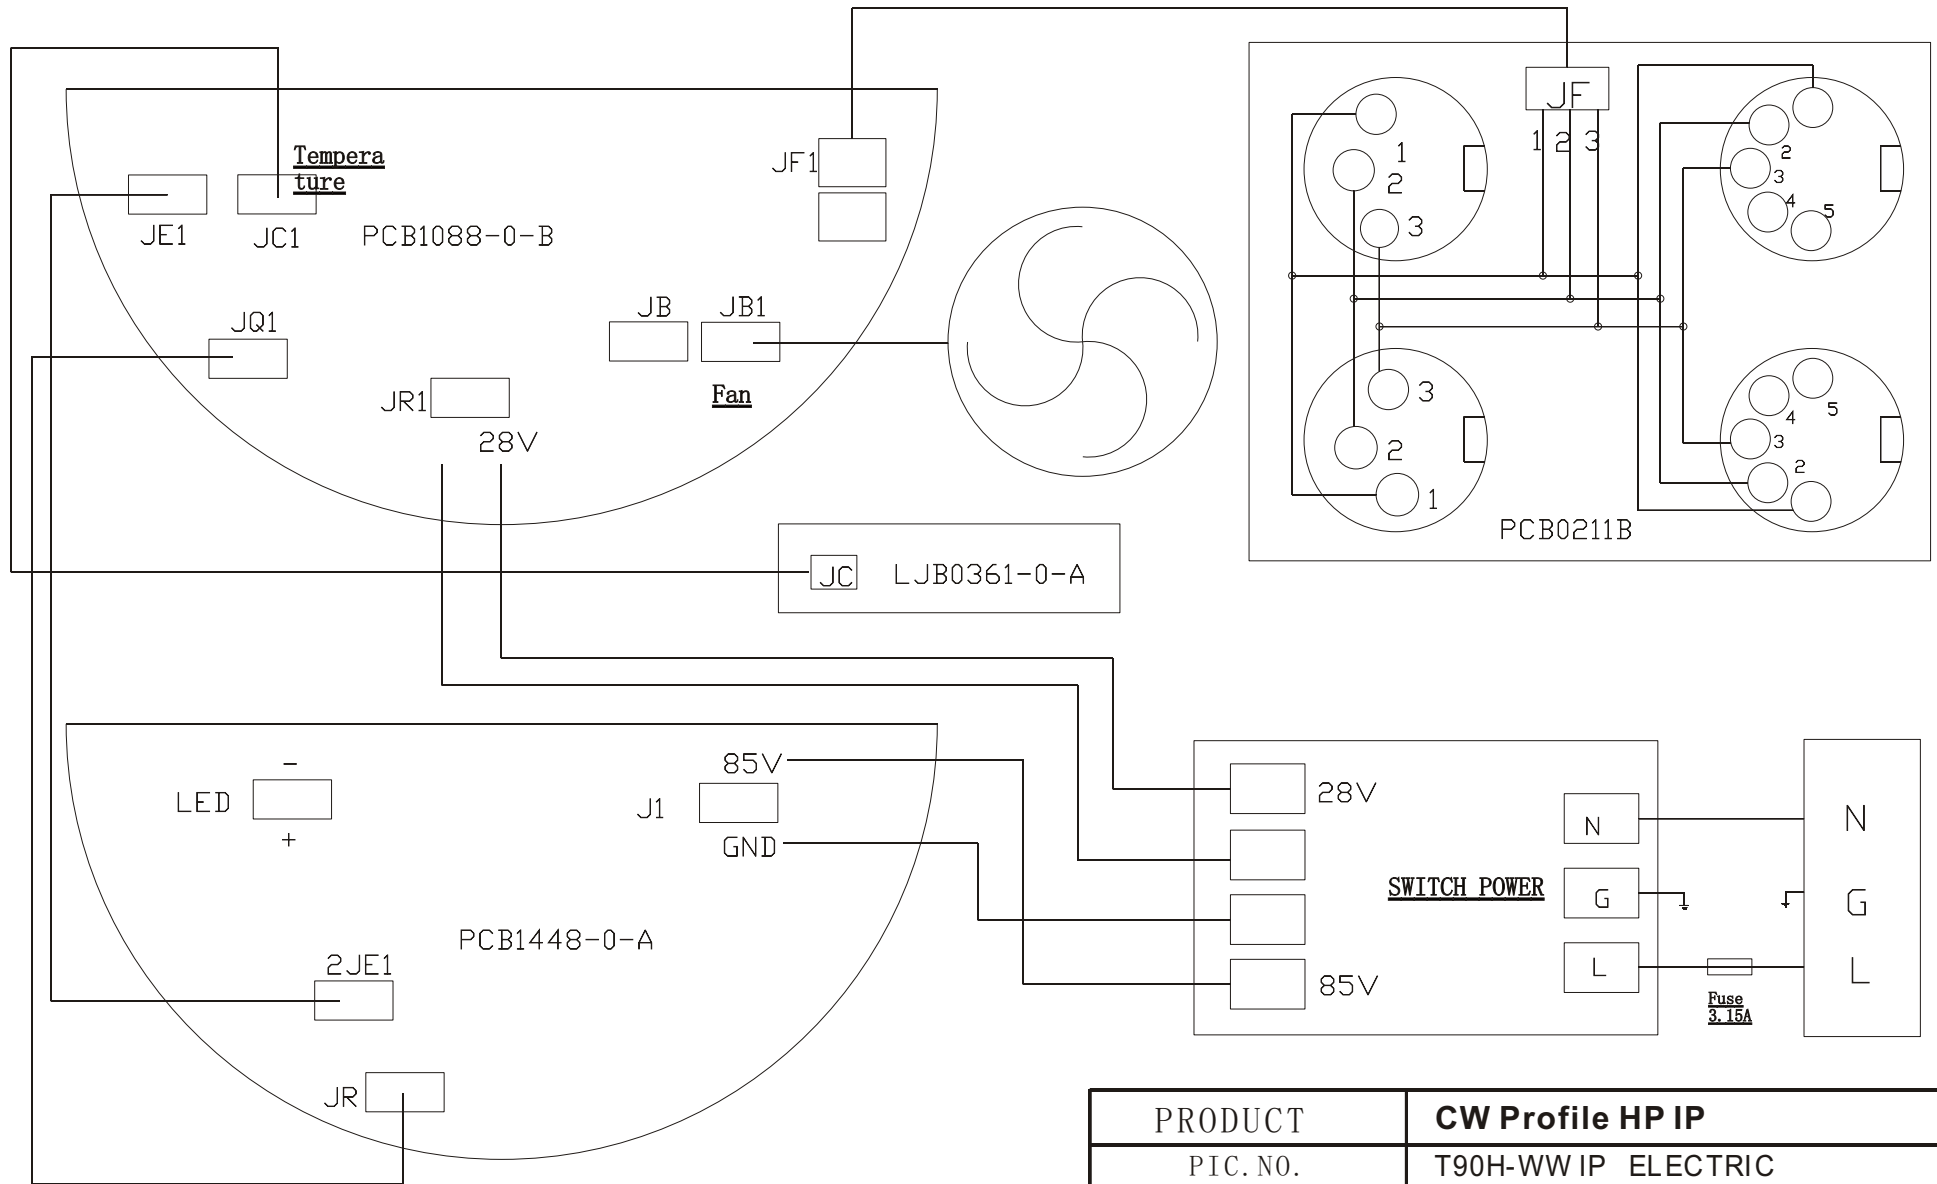 Tempera
ture
JE1
JC1
PCB1088-0-B
JF1
JQ1
JB
JB1
Fan
JR1
28V
JF
1 2 3
1
2
3
2
3
4
5
3
2
1
5
4
3
2
PCB0211B
JC
LJB0361-0-A
85V
-
LED
+
J1
GND
PCB1448-0-A
2JE1
JR
28V
SWITCH POWER
85V
N
G
L
Fuse
3.15A
N
G
L
PRODUCT CW Profile HP IP
PIC.NO. T90H-WW IP ELECTRIC